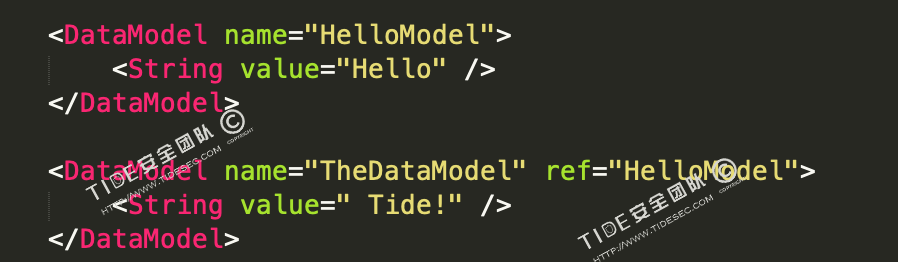 <DataModel name="HelloModel">
    <String value="Hello" />
</DataModel>
<DataModel name="TheDataModel" ref="HelloModel">
    <String value=" Tide!" />
</DataModel>
TIDE安全团队 ©
COPYRIGHT
HTTP://WWW.TIDESEC.COM
TIDE安全团队 ©
COPYRIGHT
HTTP://WWW.TIDESEC.COM